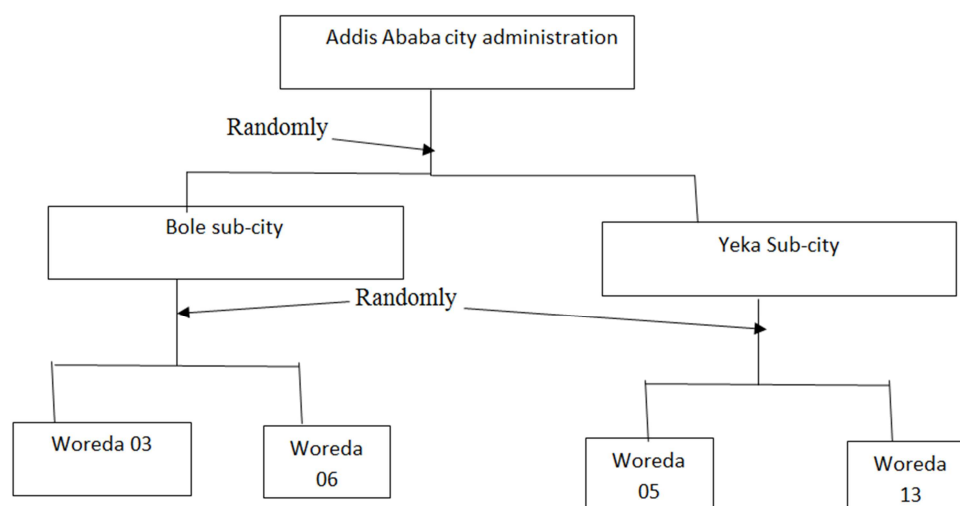 Addis Ababa city administration
Randomly
Bole sub-city
Yeka Sub-city
Randomly
Woreda 03
Woreda
06
Woreda
05
Woreda
13